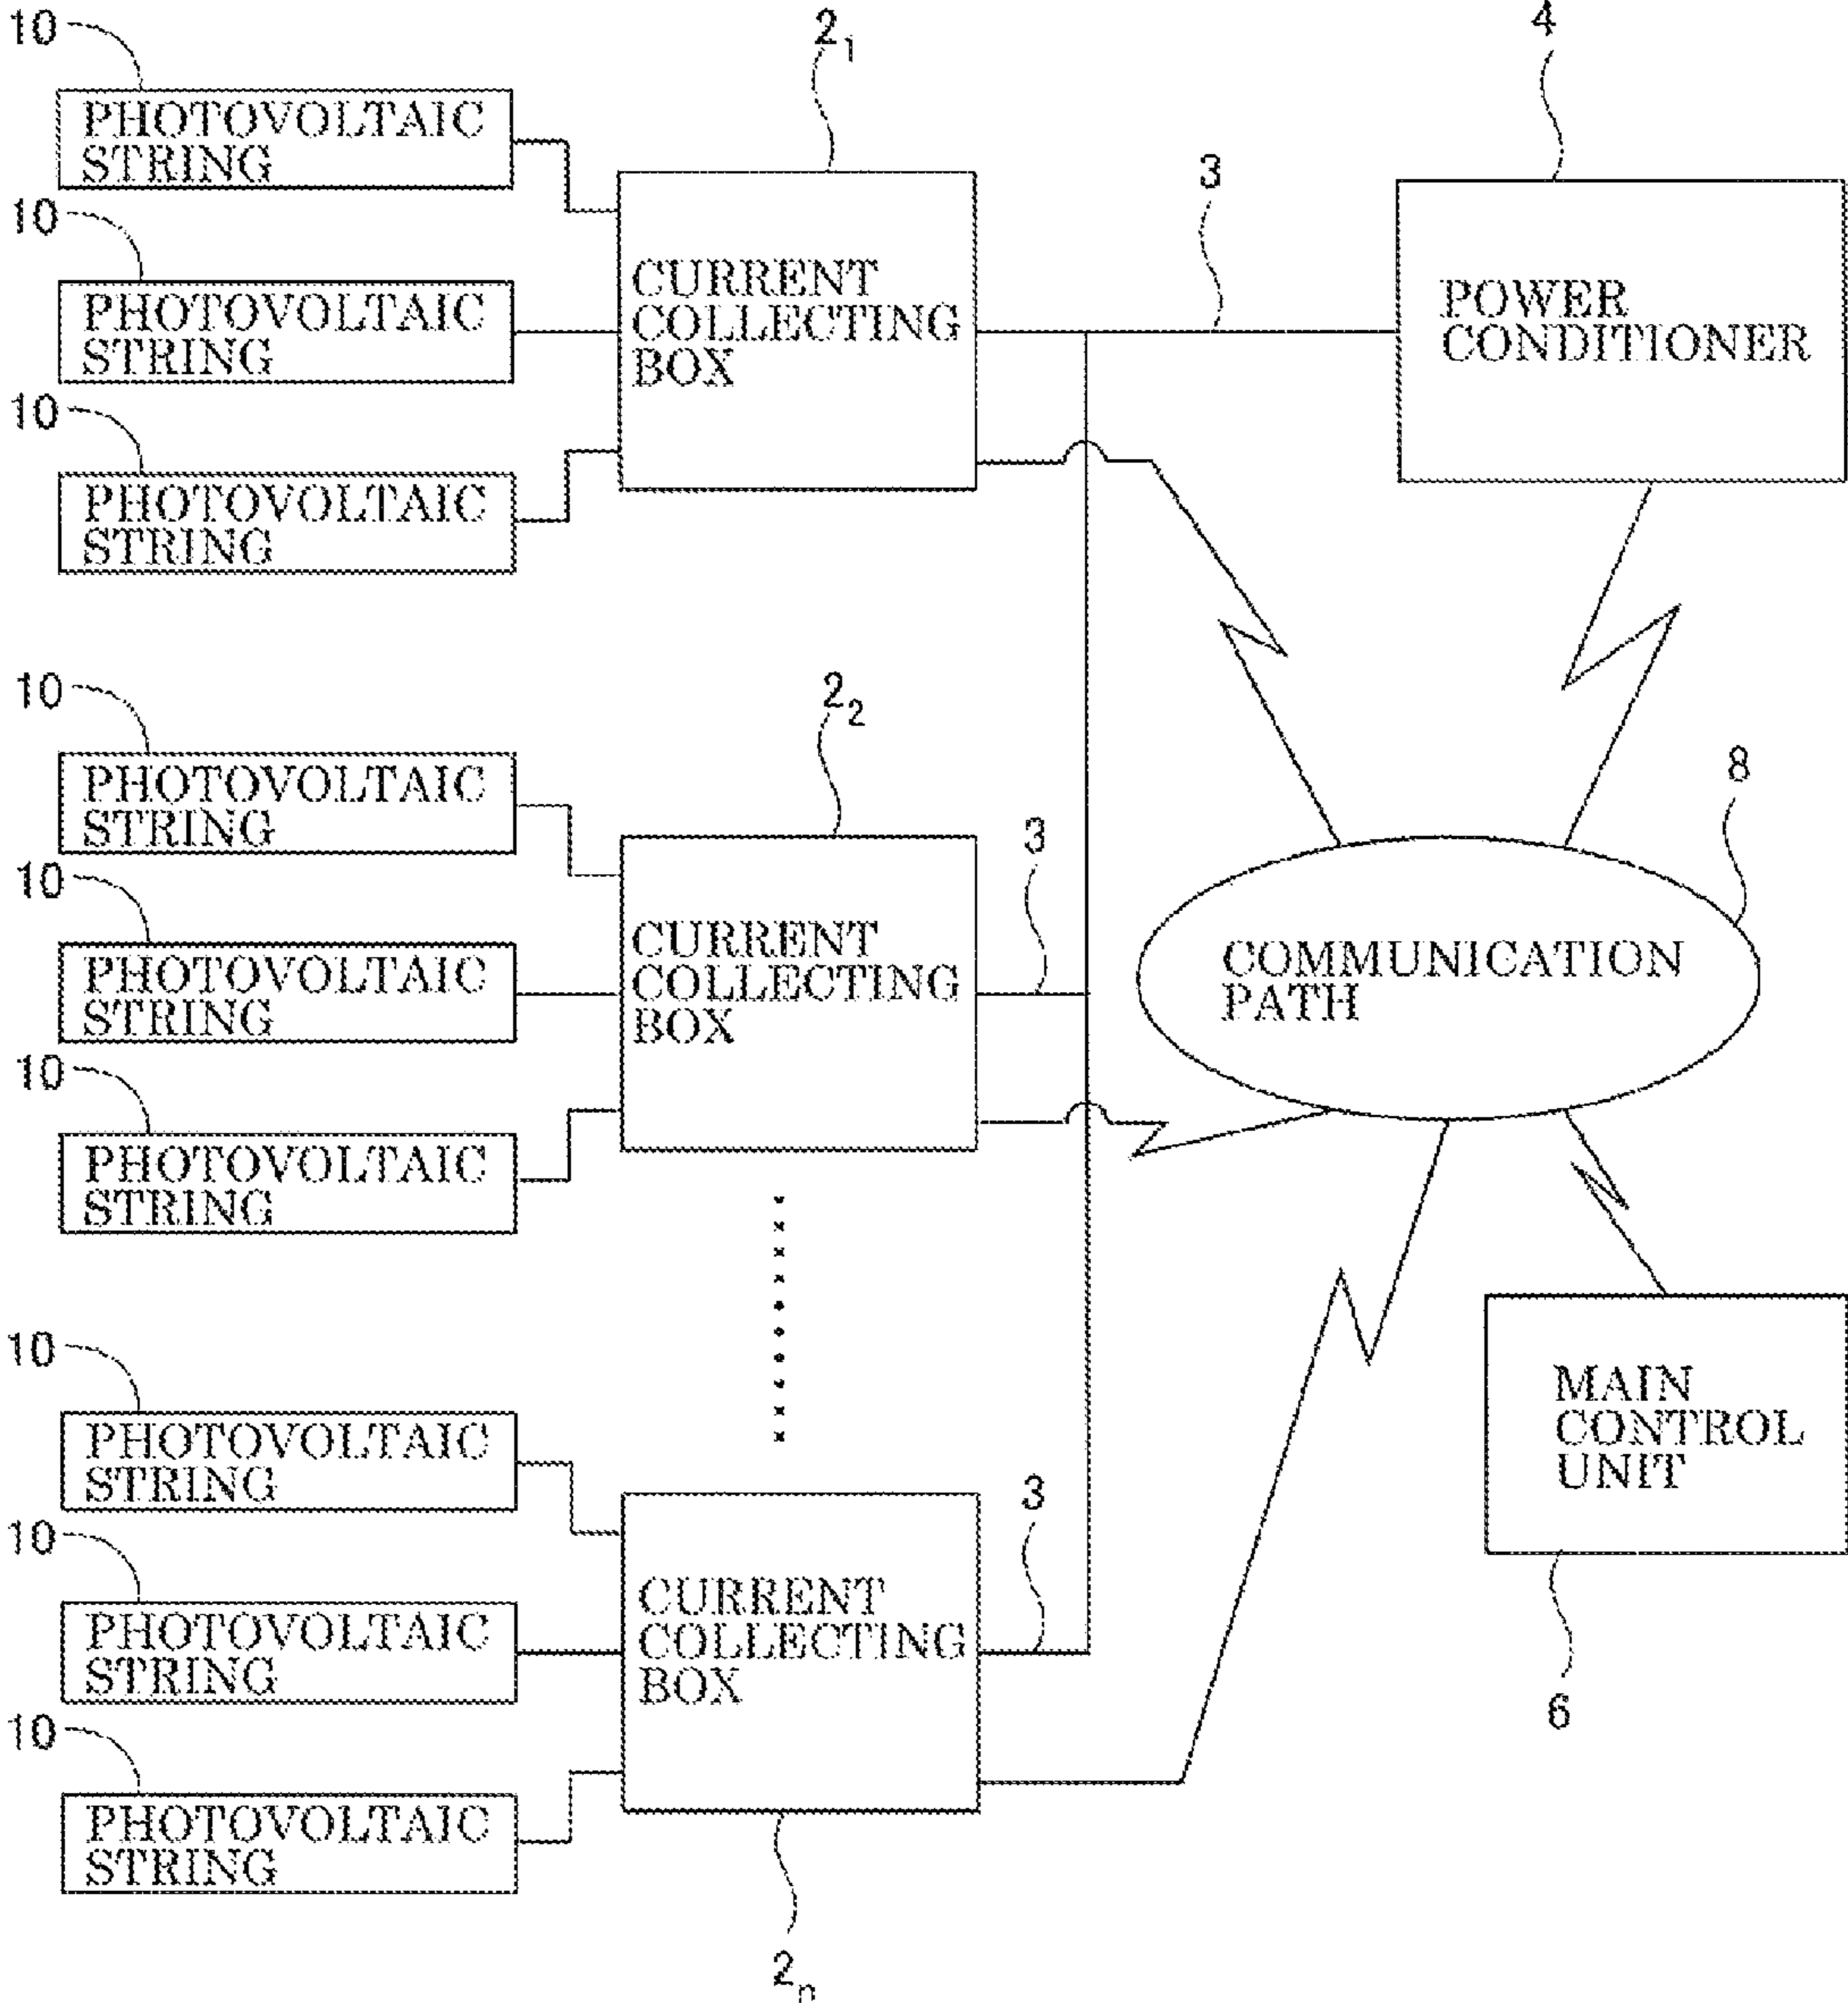 10
PHOTOVOLTAIC
STRING
10
PHOTOVOLTAIC
STRING
10
PHOTOVOLTAIC
STRING
2₁
CURRENT
COLLECTING
BOX
3
4
POWER
CONDITIONER
10
PHOTOVOLTAIC
STRING
10
PHOTOVOLTAIC
STRING
10
PHOTOVOLTAIC
STRING
2₂
CURRENT
COLLECTING
BOX
3
8
COMMUNICATION
PATH
10
PHOTOVOLTAIC
STRING
10
PHOTOVOLTAIC
STRING
10
PHOTOVOLTAIC
STRING
CURRENT
COLLECTING
BOX
2ₙ
3
MAIN
CONTROL
UNIT
6